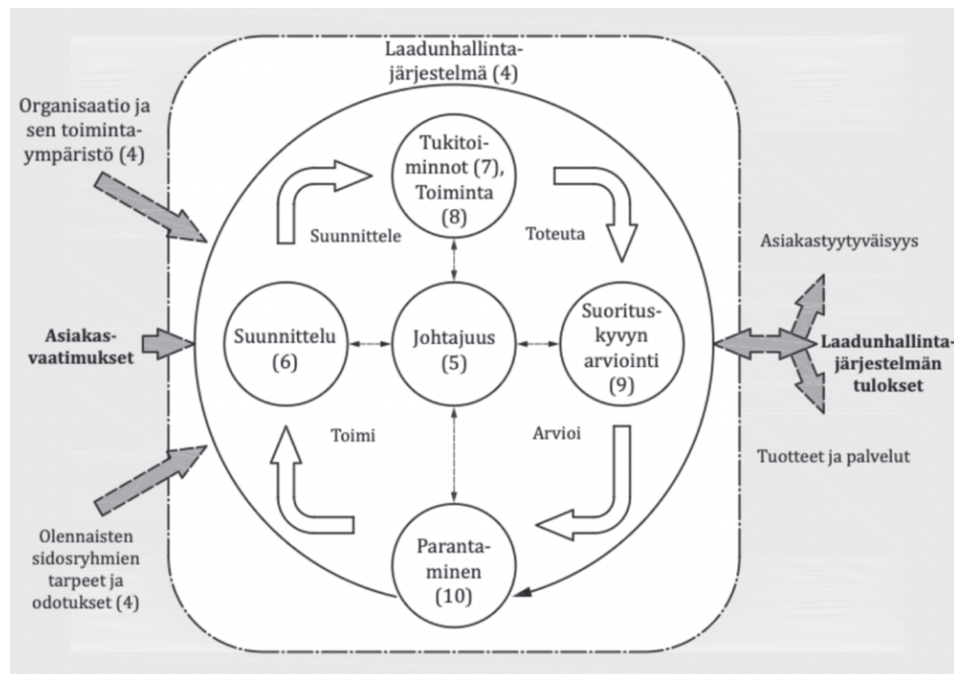 Laadunhallinta-
järjestelmä (4)
Organisaatio ja
sen toiminta-
ympäristö (4)
Tukitoi-
minnot (7),
Toiminta
(8)
Suunnittele
Toteuta
Asiakastyytyväisyys
Asiakas-
vaatimukset
Suunnittelu
(6)
Johtajuus
(5)
Suoritus-
kyvyn
arviointi
(9)
Laadunhallinta-
järjestelmän
tulokset
Toimi
Arvioi
Tuotteet ja palvelut
Olennaisten
sidosryhmien
tarpeet ja
odotukset (4)
Paranta-
minen
(10)